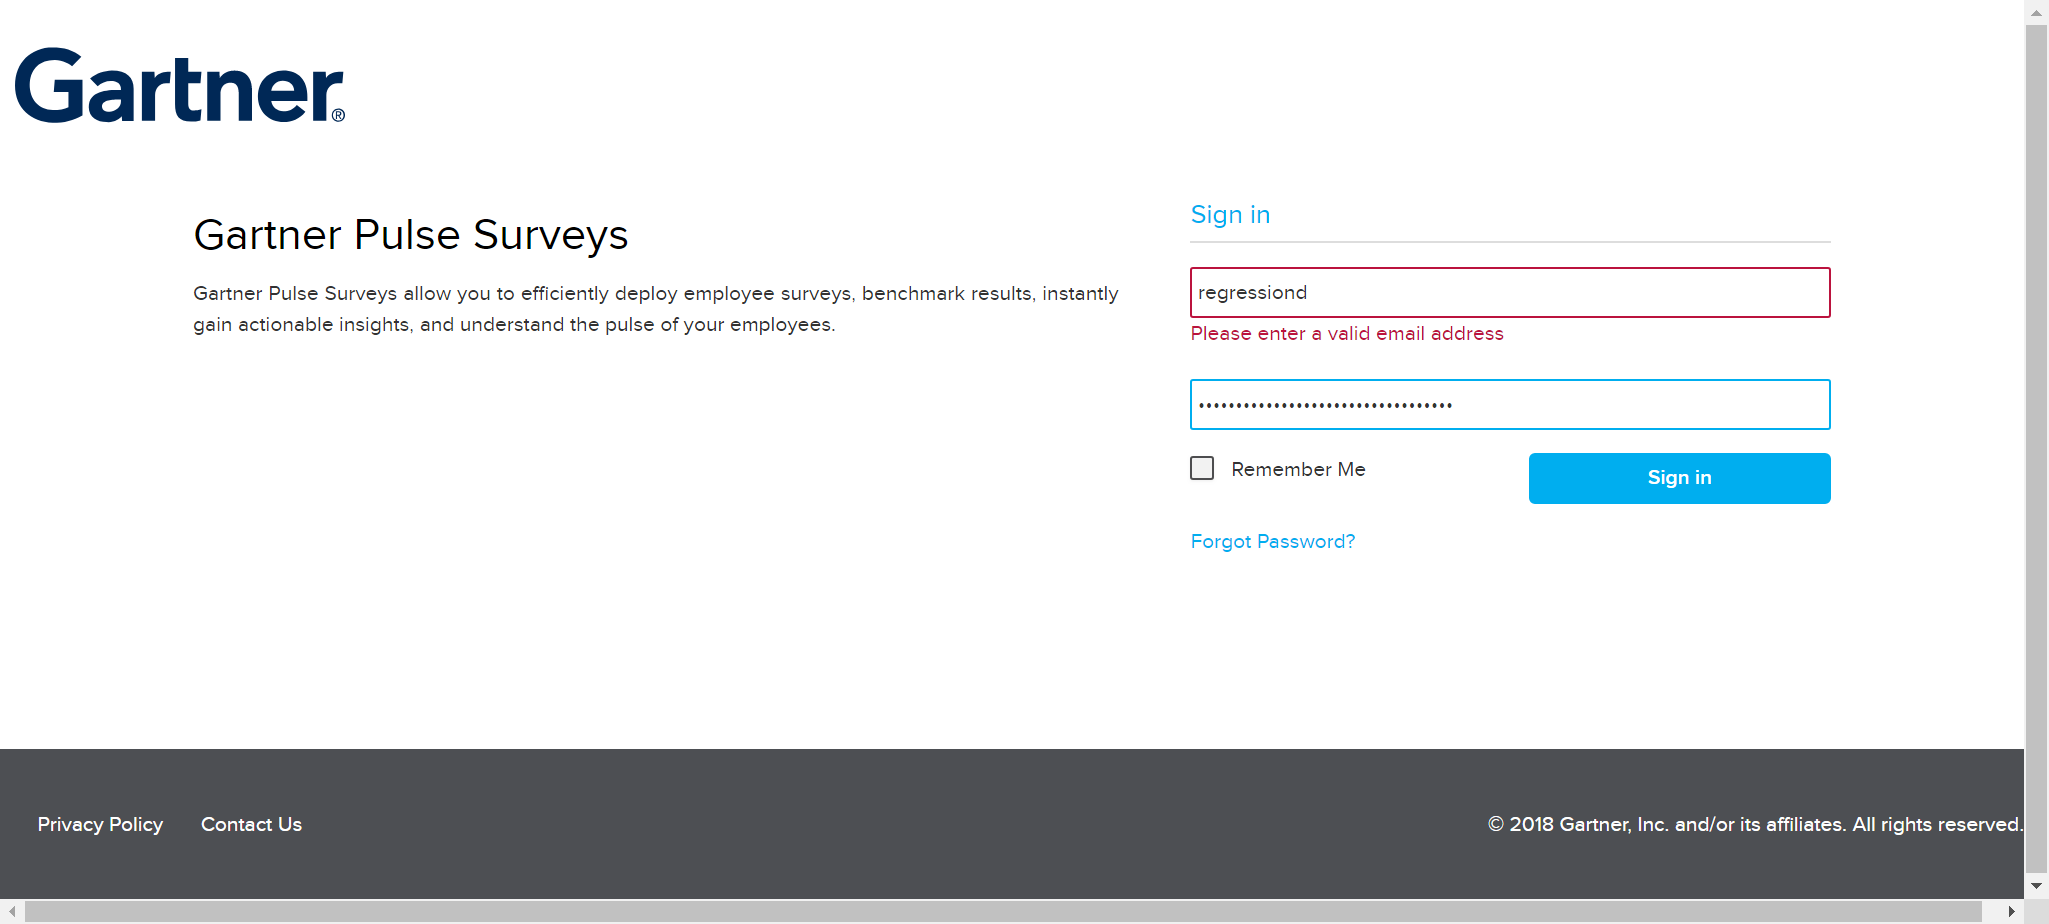 Gartner®
Gartner Pulse Surveys
Gartner Pulse Surveys allow you to efficiently deploy employee surveys, benchmark results, instantly
gain actionable insights, and understand the pulse of your employees.
Sign in
regressiond
Please enter a valid email address
••••••••••••••••••••••••••••••••••
Remember Me
Sign in
Forgot Password?
Privacy Policy
Contact Us
© 2018 Gartner, Inc. and/or its affiliates. All rights reserved.